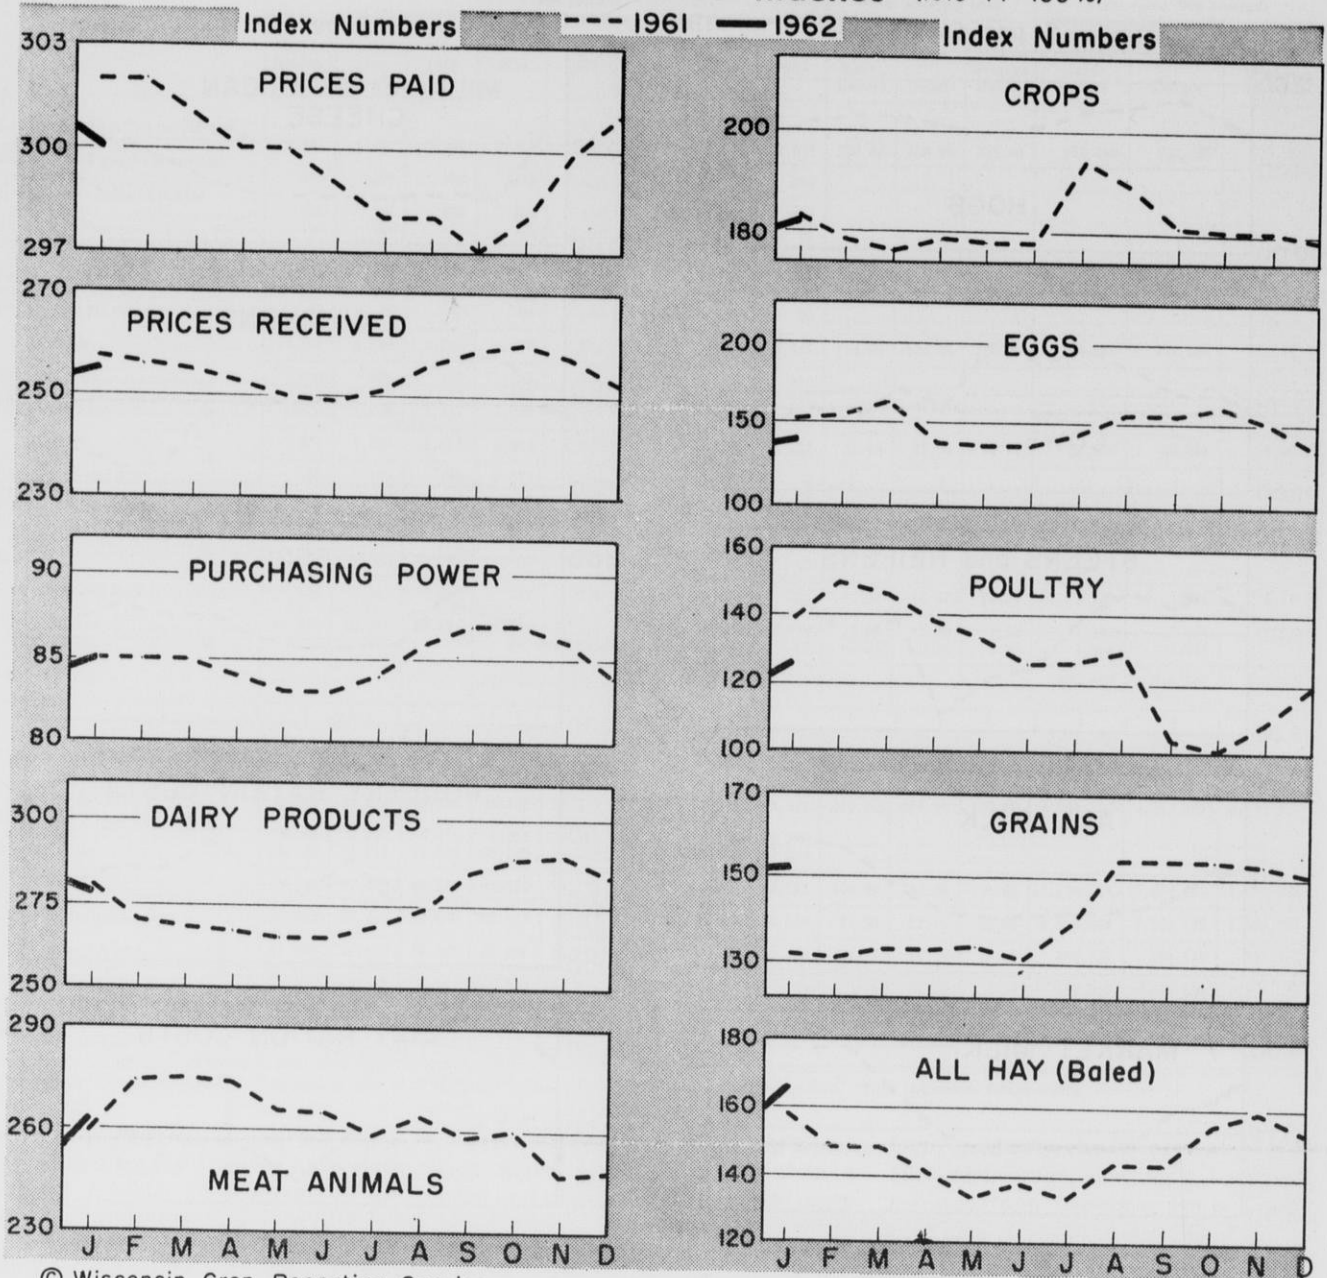 Index Numbers --- 1961 — 1962 Index Numbers
303
PRICES PAID
300
297
CROPS
200
180
270
PRICES RECEIVED
250
230
EGGS
200
150
100
PURCHASING POWER
90
85
80
POULTRY
160
140
120
100
DAIRY PRODUCTS
300
275
250
GRAINS
170
150
130
290
260
MEAT ANIMALS
230
J F M A M J J A S O N D
ALL HAY (Baled)
180
160
140
120
J F M A M J J A S O N D
© Wisconsin Crop Reporting